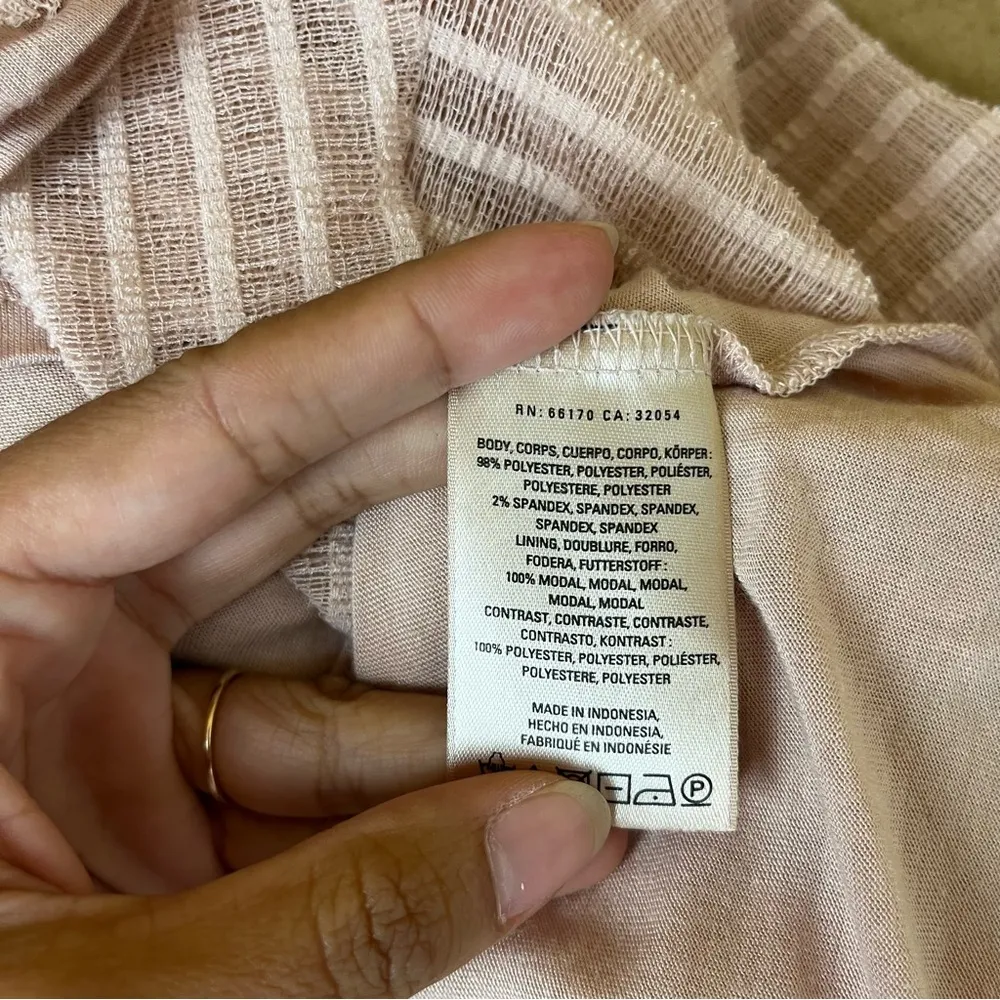 RN: 66170 CA: 32054
BODY, CORPS, CUERPO, CORPO, KÖRPER:
98% POLYESTER, POLYESTER, POLIÉSTER,
POLYESTERE, POLYESTER
2% SPANDEX, SPANDEX, SPANDEX,
SPANDEX, SPANDEX
LINING, DOUBLURE, FORRO,
FODERA, FUTTERSTOFF:
100% MODAL, MODAL, MODAL,
MODAL, MODAL
CONTRAST, CONTRASTE, CONTRASTE,
CONTRASTO, KONTRAST:
100% POLYESTER, POLYESTER, POLIÉSTER,
POLYESTERE, POLYESTER
MADE IN INDONESIA,
HECHO EN INDONESIA,
FABRIQUÉ EN INDONÉSIE
P